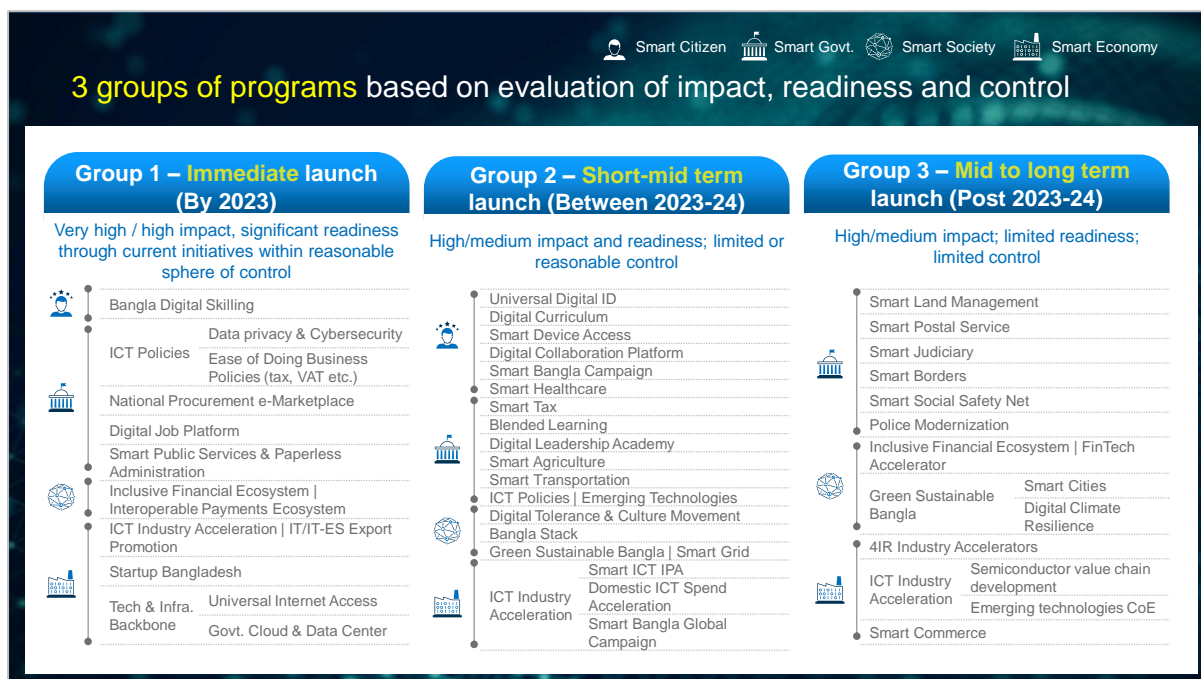 Smart Citizen
Smart Govt.
Smart Society
Smart Economy
3 groups of programs based on evaluation of impact, readiness and control
Group 1 – Immediate launch
(By 2023)
Very high / high impact, significant readiness
through current initiatives within reasonable
sphere of control
Bangla Digital Skilling
ICT Policies
Data privacy & Cybersecurity
Ease of Doing Business
Policies (tax, VAT etc.)
National Procurement e-Marketplace
Digital Job Platform
Smart Public Services & Paperless
Administration
Inclusive Financial Ecosystem |
Interoperable Payments Ecosystem
ICT Industry Acceleration | IT/IT-ES Export
Promotion
Startup Bangladesh
Tech & Infra.
Backbone
Universal Internet Access
Govt. Cloud & Data Center
Group 2 – Short-mid term
launch (Between 2023-24)
High/medium impact and readiness; limited or
reasonable control
Universal Digital ID
Digital Curriculum
Smart Device Access
Digital Collaboration Platform
Smart Bangla Campaign
Smart Healthcare
Smart Tax
Blended Learning
Digital Leadership Academy
Smart Agriculture
Smart Transportation
ICT Policies | Emerging Technologies
Digital Tolerance & Culture Movement
Bangla Stack
Green Sustainable Bangla | Smart Grid
ICT Industry
Acceleration
Smart ICT IPA
Domestic ICT Spend
Acceleration
Smart Bangla Global
Campaign
Group 3 – Mid to long term
launch (Post 2023-24)
High/medium impact; limited readiness;
limited control
Smart Land Management
Smart Postal Service
Smart Judiciary
Smart Borders
Smart Social Safety Net
Police Modernization
Inclusive Financial Ecosystem | FinTech
Accelerator
Green Sustainable
Bangla
Smart Cities
Digital Climate
Resilience
4IR Industry Accelerators
ICT Industry
Acceleration
Semiconductor value chain
development
Emerging technologies CoE
Smart Commerce